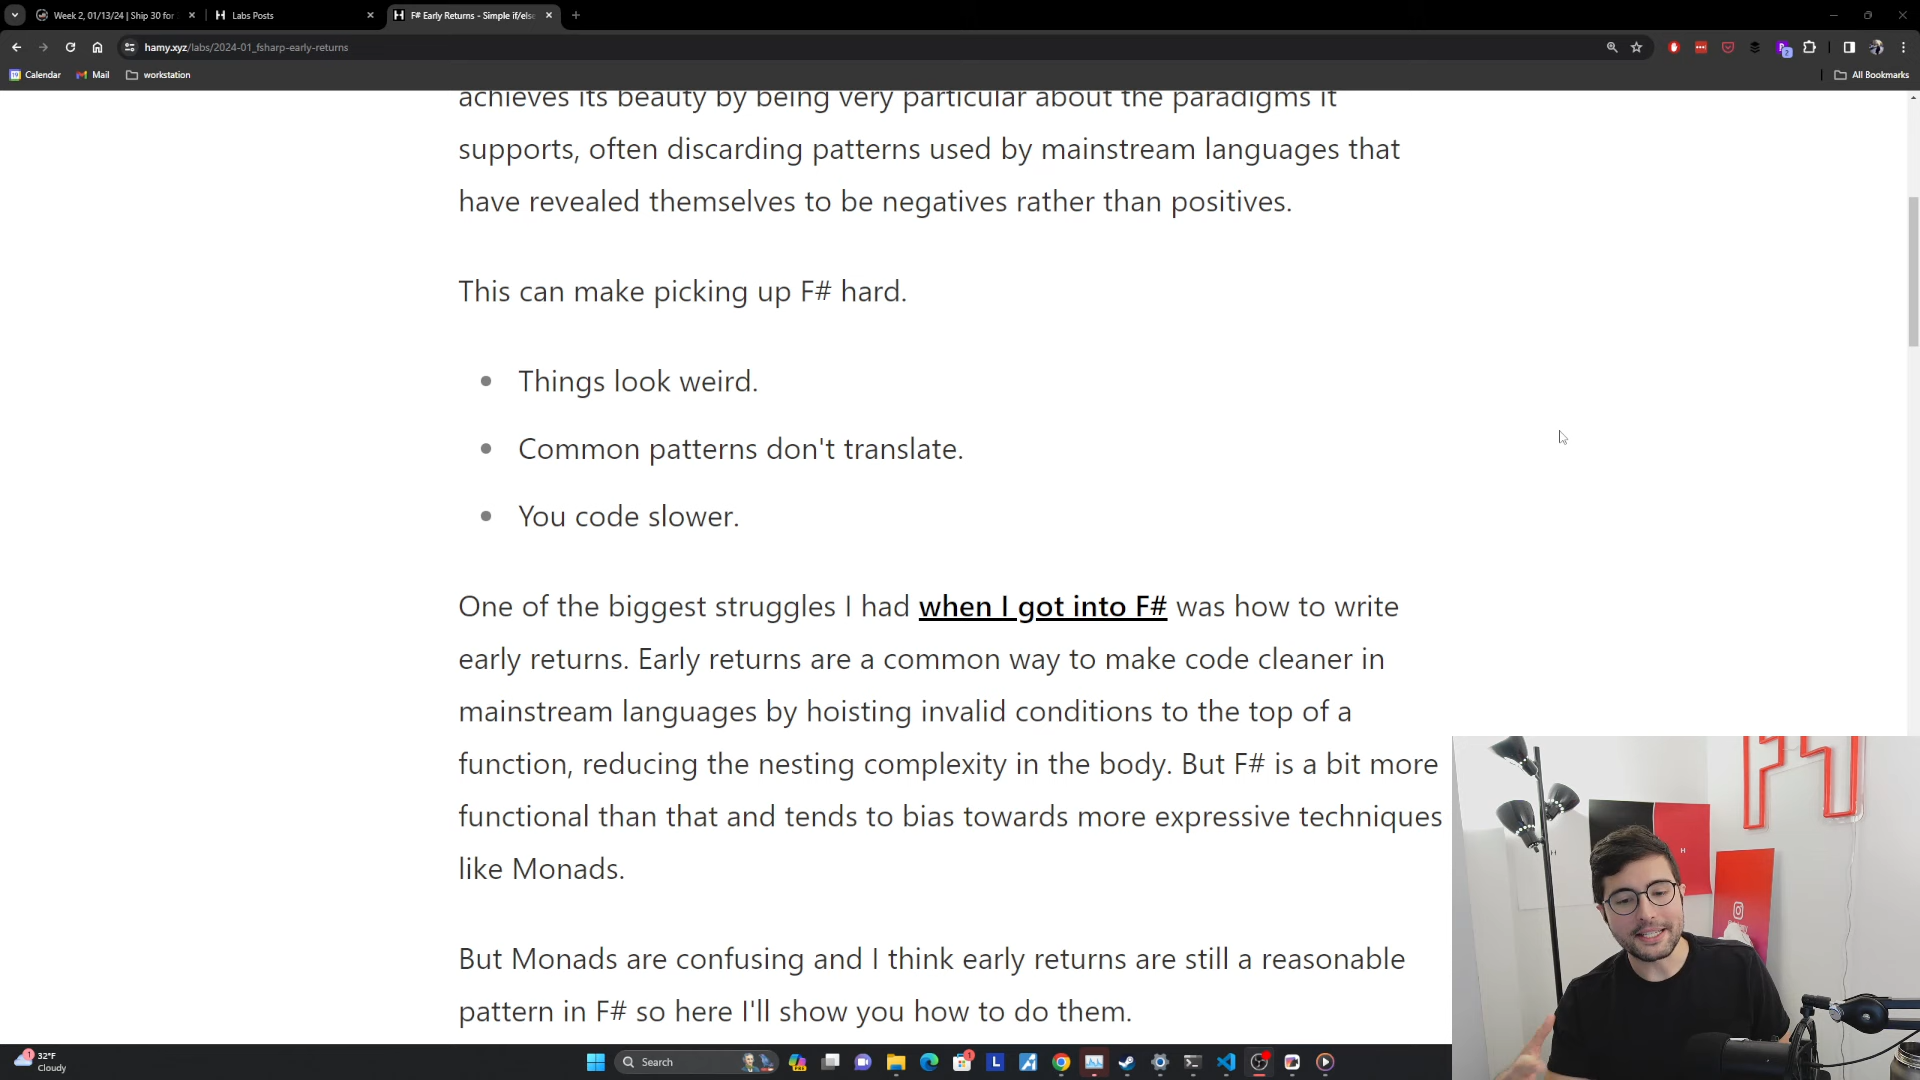 Week 2, 01/13/24 | Ship 30 for
Labs Posts
F# Early Returns - Simple if/else
hamy.xyz/labs/2024-01_fsharp-early-returns
Calendar
Mail
workstation
All Bookmarks
achieves its beauty by being very particular about the paradigms it
supports, often discarding patterns used by mainstream languages that
have revealed themselves to be negatives rather than positives.
This can make picking up F# hard.
Things look weird.
Common patterns don't translate.
You code slower.
One of the biggest struggles I had when I got into F# was how to write
early returns. Early returns are a common way to make code cleaner in
mainstream languages by hoisting invalid conditions to the top of a
function, reducing the nesting complexity in the body. But F# is a bit more
functional than that and tends to bias towards more expressive techniques
like Monads.
But Monads are confusing and I think early returns are still a reasonable
pattern in F# so here I'll show you how to do them.
32°F
Cloudy
Search